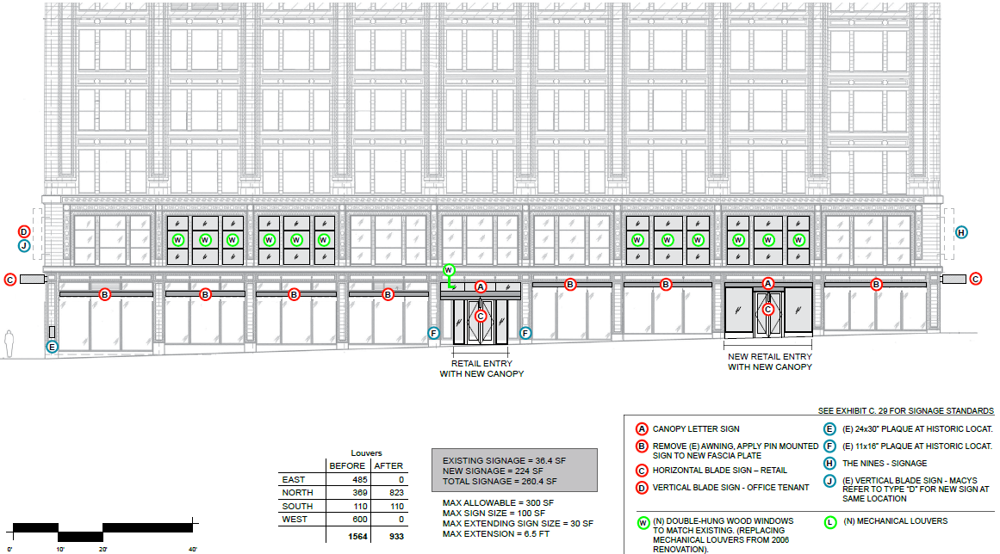 W W W W W W W W W W W W
D
J
H
C
W
A
B B B B B B A B
C
C
C
F F
E
RETAIL ENTRY
WITH NEW CANOPY
NEW RETAIL ENTRY
WITH NEW CANOPY
SEE EXHIBIT C. 29 FOR SIGNAGE STANDARDS
Louvers
BEFORE AFTER
EAST 485 0
NORTH 369 823
SOUTH 110 110
WEST 600 0
1564 933
EXISTING SIGNAGE = 36.4 SF
NEW SIGNAGE = 224 SF
TOTAL SIGNAGE = 260.4 SF
MAX ALLOWABLE = 300 SF
MAX SIGN SIZE = 100 SF
MAX EXTENDING SIGN SIZE = 30 SF
MAX EXTENSION = 6.5 FT
A CANOPY LETTER SIGN
B REMOVE (E) AWNING, APPLY PIN MOUNTED
SIGN TO NEW FASCIA PLATE
C HORIZONTAL BLADE SIGN – RETAIL
D VERTICAL BLADE SIGN - OFFICE TENANT
E (E) 24x30" PLAQUE AT HISTORIC LOCAT.
F (E) 11x16" PLAQUE AT HISTORIC LOCAT.
H THE NINES - SIGNAGE
J (E) VERTICAL BLADE SIGN - MACYS
REFER TO TYPE "D" FOR NEW SIGN AT
SAME LOCATION
W (N) DOUBLE-HUNG WOOD WINDOWS
TO MATCH EXISTING. (REPLACING
MECHANICAL LOUVERS FROM 2006
RENOVATION).
L (N) MECHANICAL LOUVERS
0' 10' 20' 40'